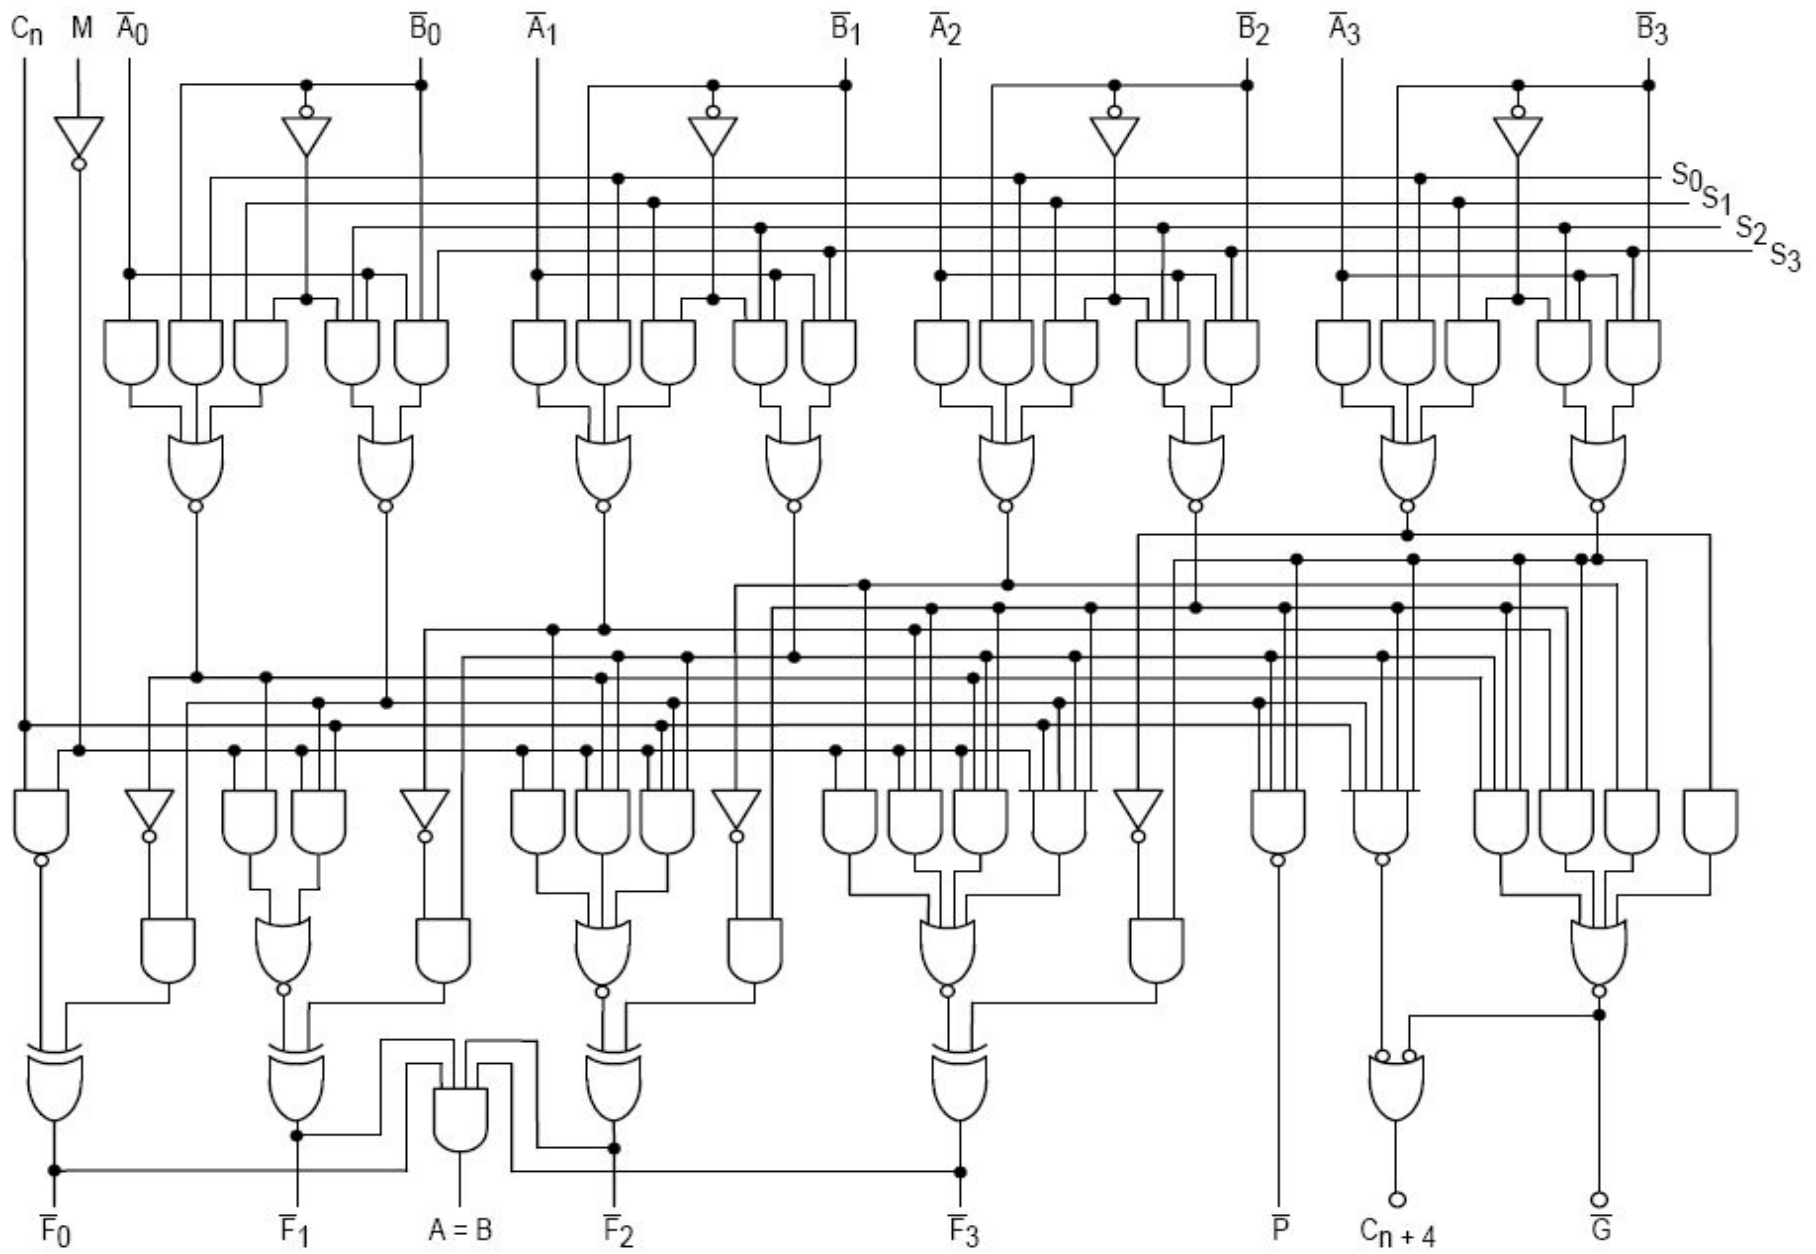 Cn M A̅0 B̅0 A̅1 B̅1 A̅2 B̅2 A̅3 B̅3
S0
S1
S2
S3
F̅0 F̅1 A = B F̅2 F̅3 P̅ Cn + 4 G̅